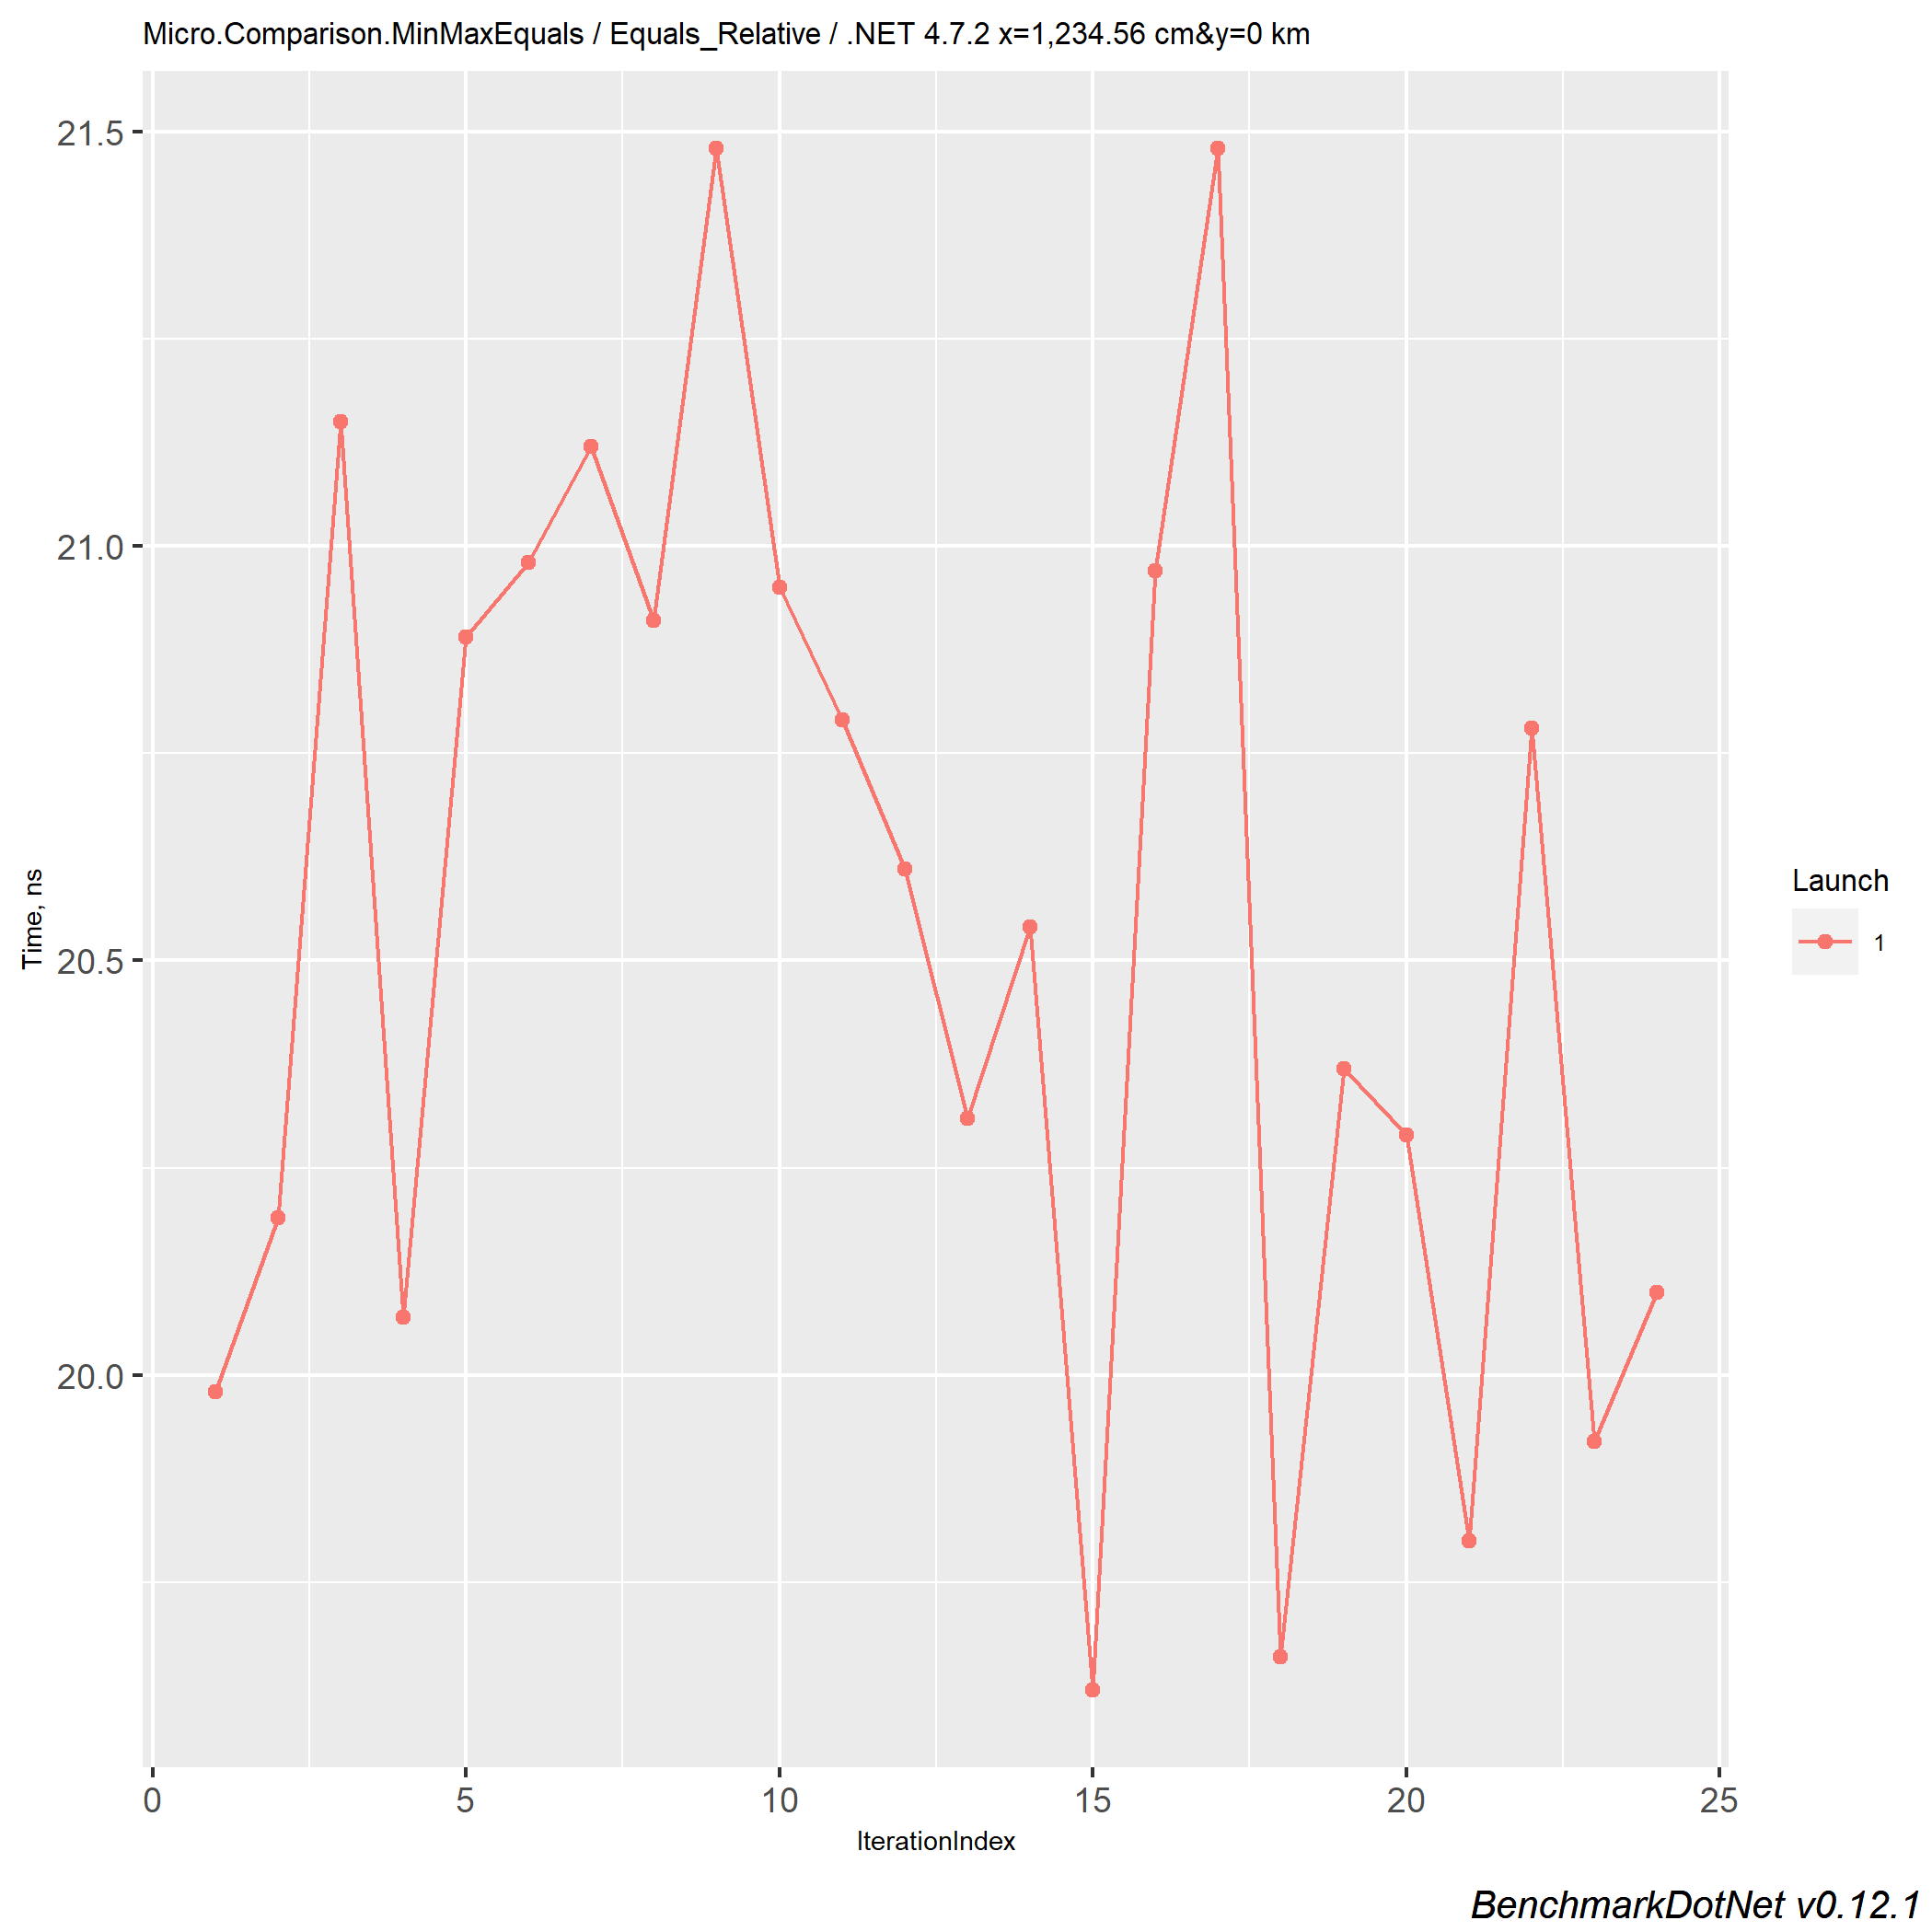 Micro.Comparison.MinMaxEquals / Equals_Relative / .NET 4.7.2 x=1,234.56 cm&y=0 km
21.5
21.0
20.5
20.0
Time, ns
0 5 10 15 20 25
IterationIndex
Launch
1
BenchmarkDotNet v0.12.1